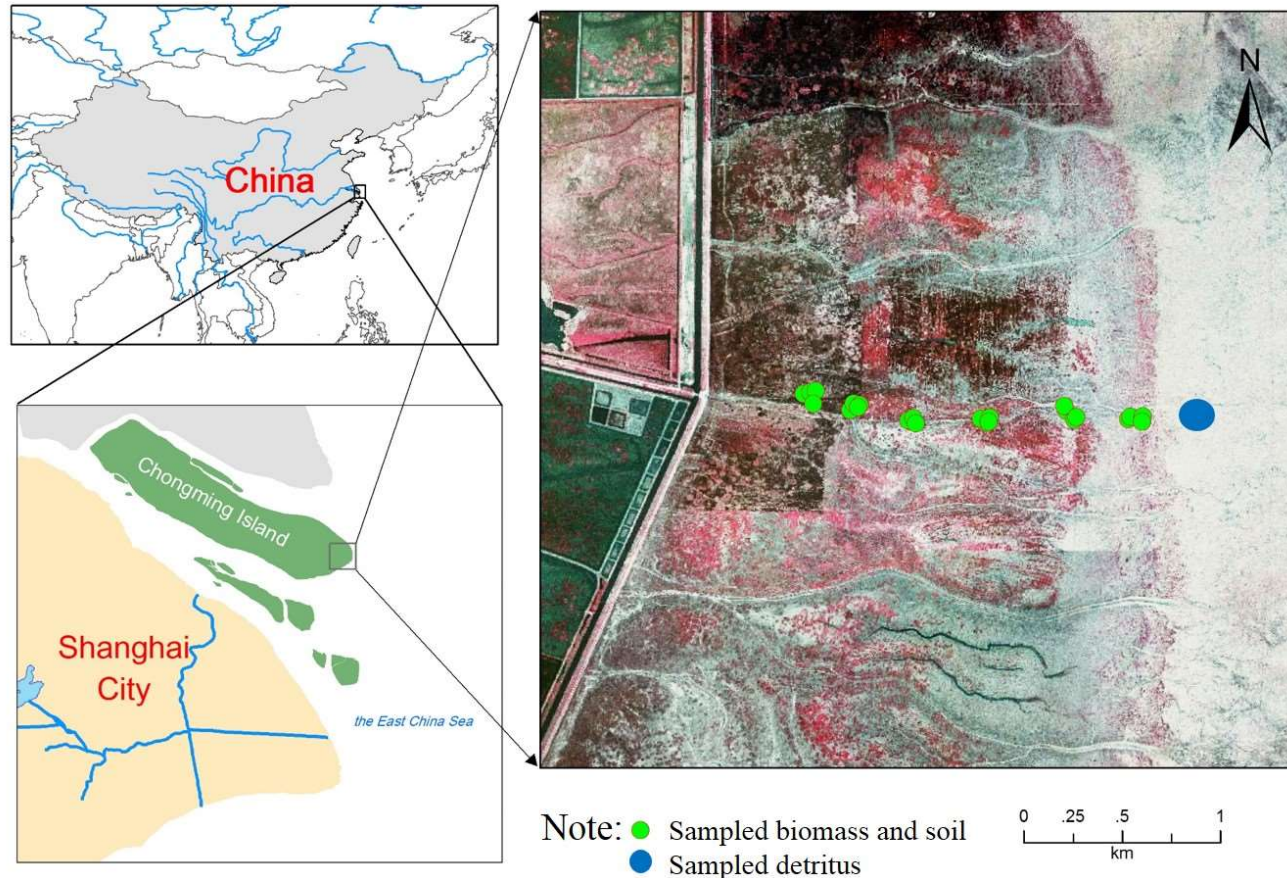 China
N
Chongming Island
Shanghai
City
the East China Sea
Note:
Sampled biomass and soil
Sampled detritus
0 .25 .5 1
km